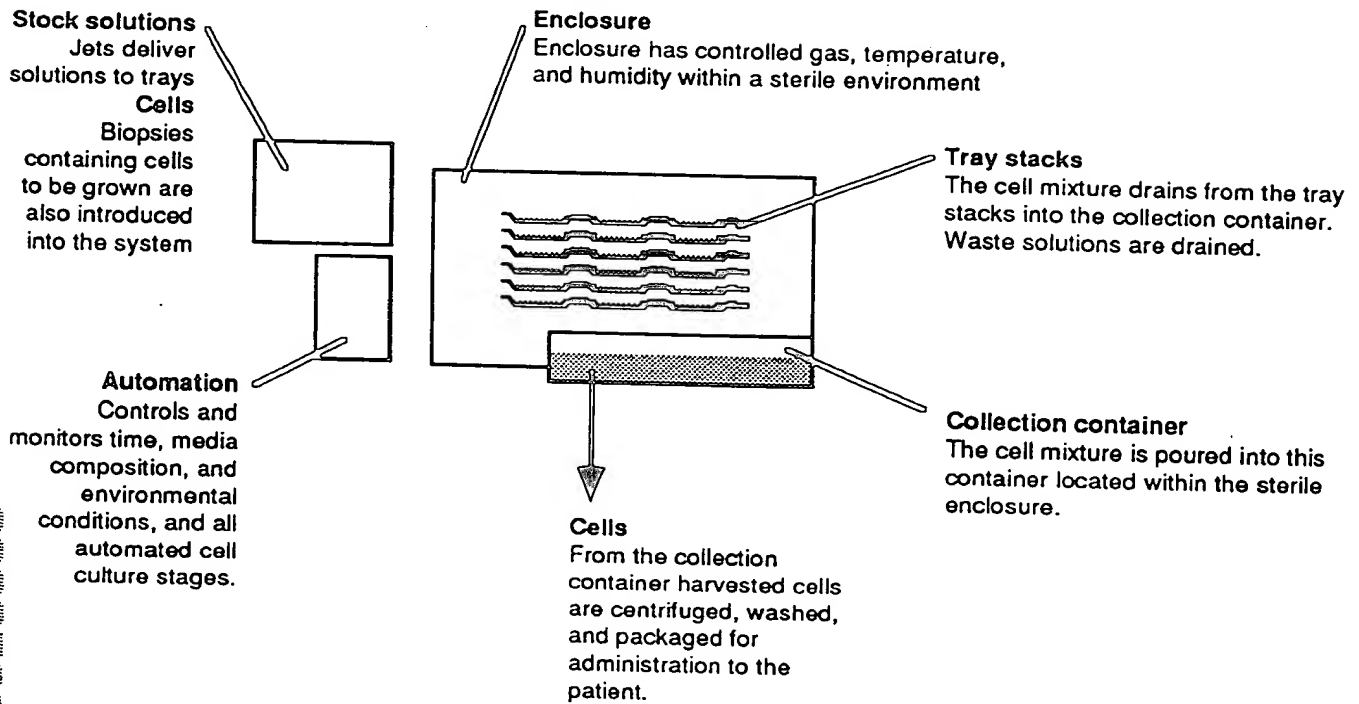 Stock solutions
Jets deliver
solutions to trays
Cells
Biopsies
containing cells
to be grown are
also introduced
into the system
Enclosure
Enclosure has controlled gas, temperature,
and humidity within a sterile environment
Tray stacks
The cell mixture drains from the tray
stacks into the collection container.
Waste solutions are drained.
Automation
Controls and
monitors time, media
composition, and
environmental
conditions, and all
automated cell
culture stages.
Collection container
The cell mixture is poured into this
container located within the sterile
enclosure.
Cells
From the collection
container harvested cells
are centrifuged, washed,
and packaged for
administration to the
patient.